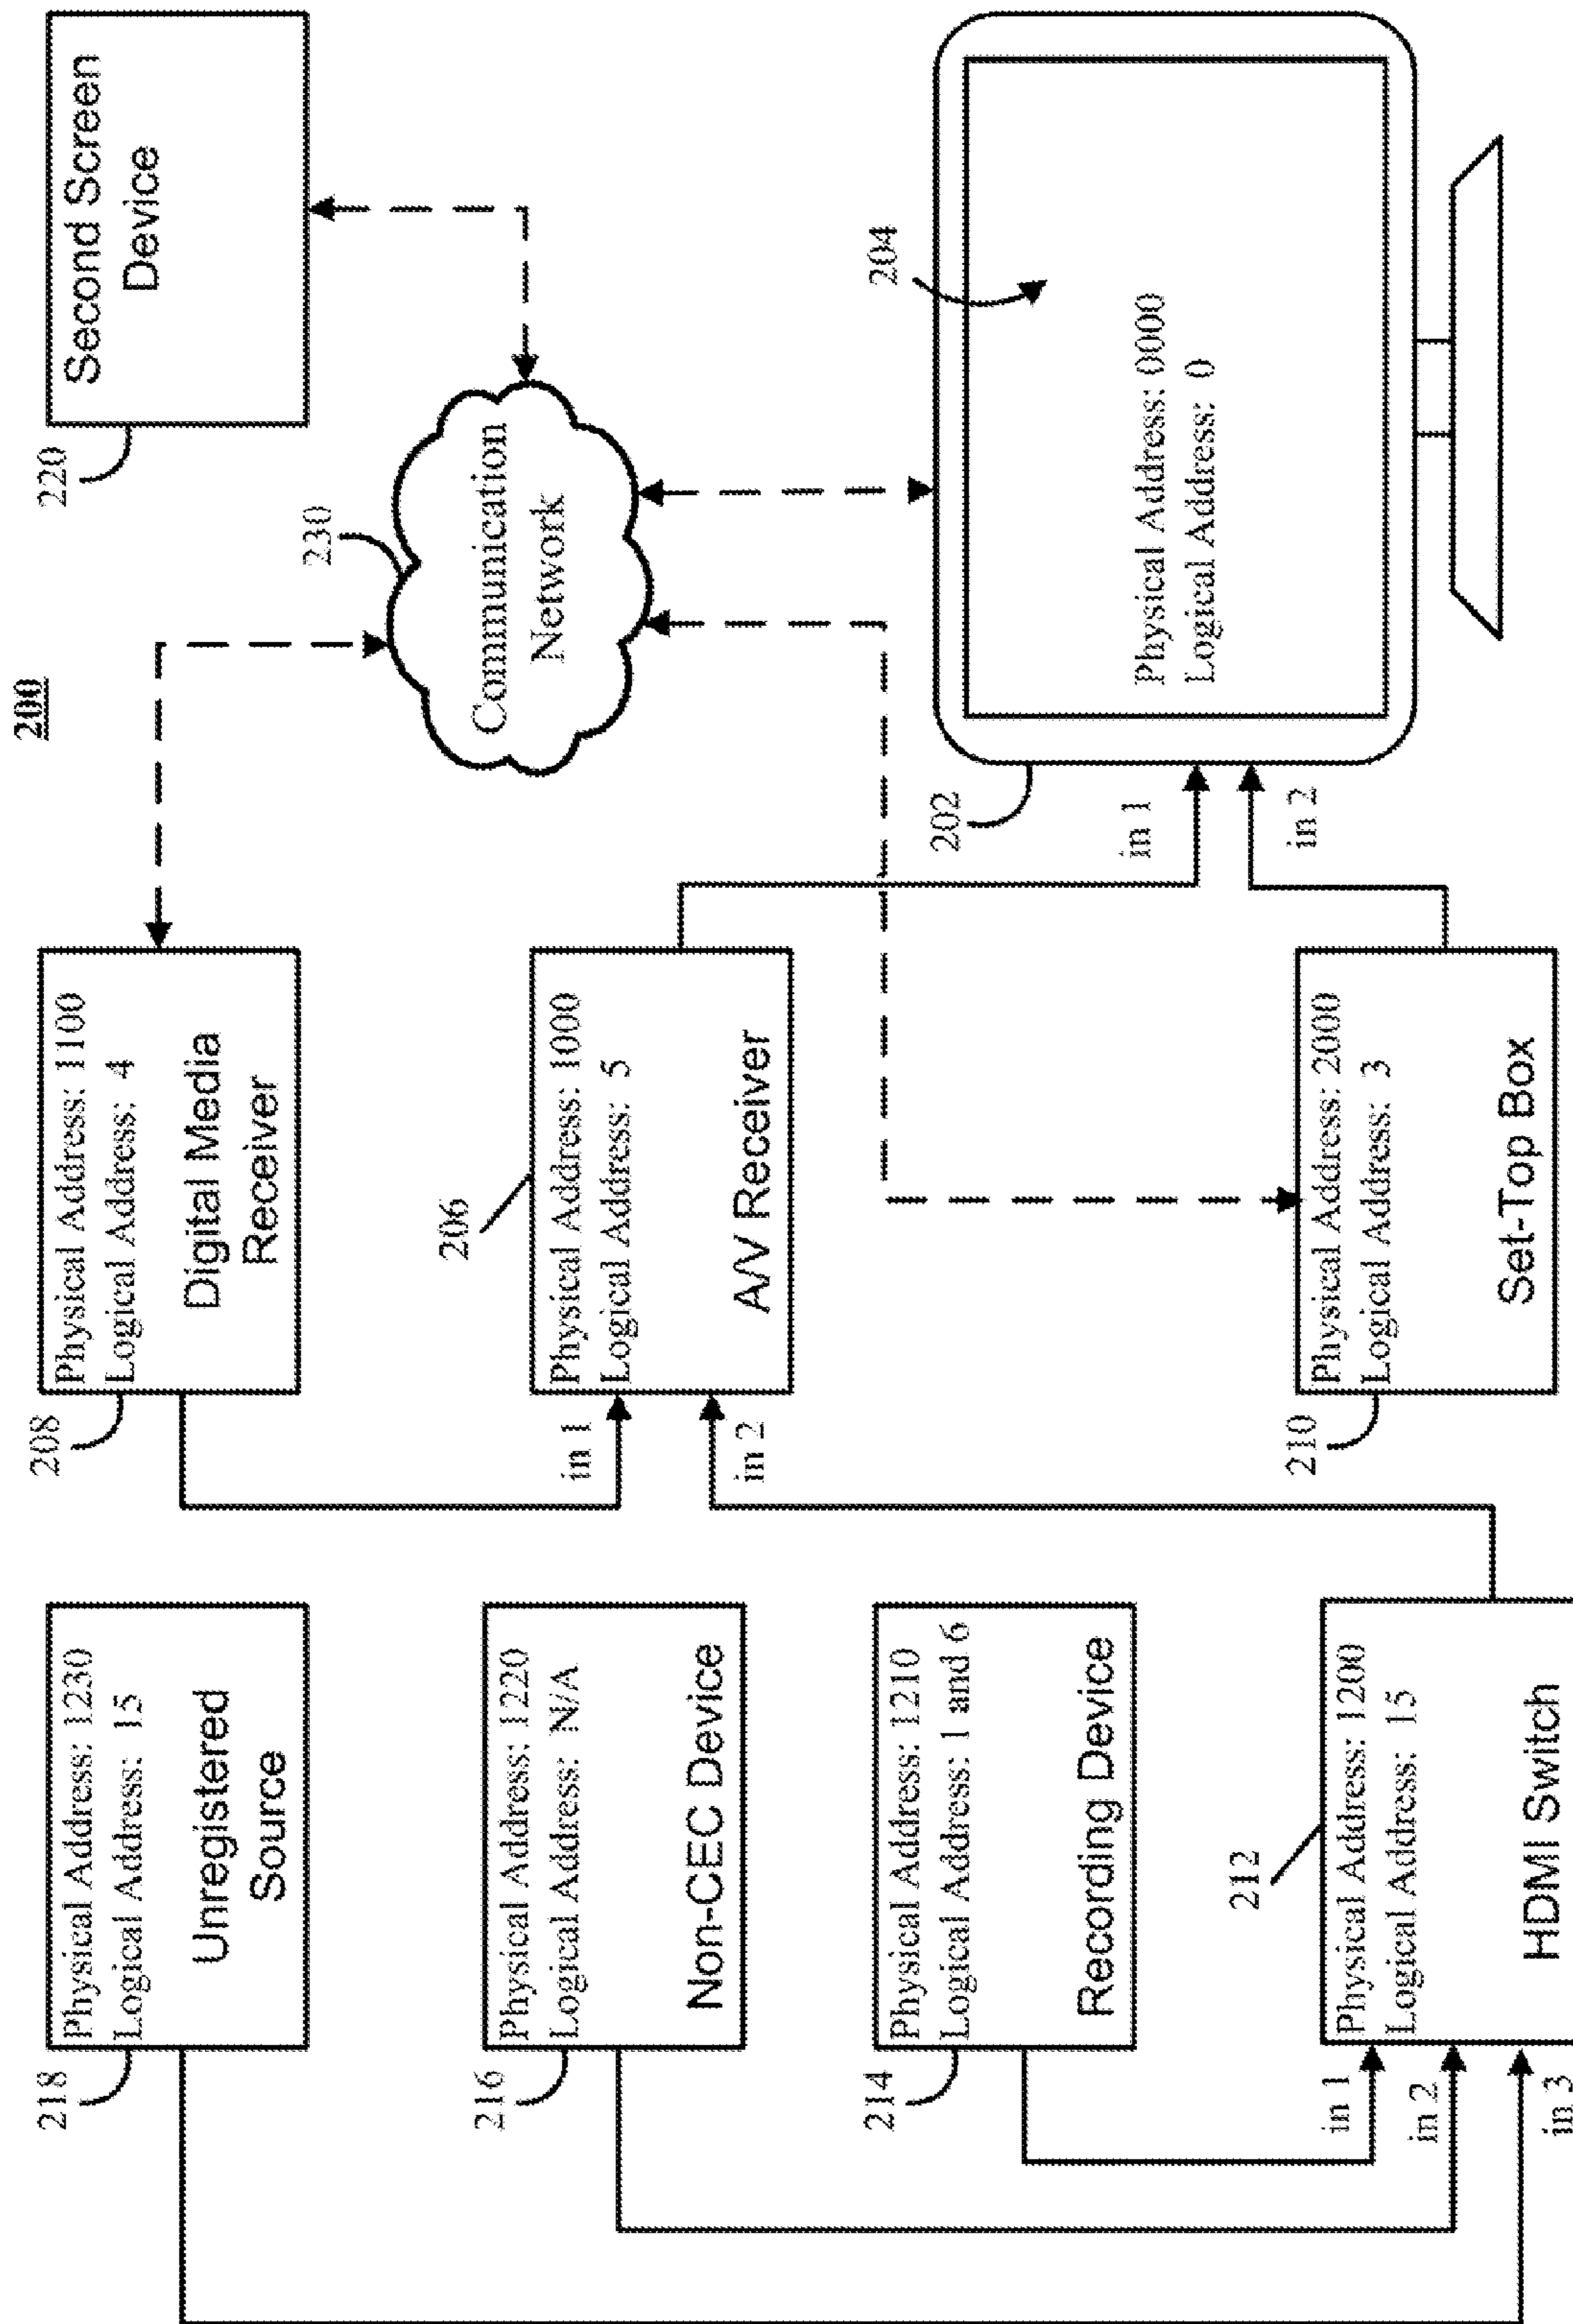 200
218
Physical Address: 1230
Logical Address: 15
Unregistered
Source
208
Physical Address: 1100
Logical Address: 4
Digital Media
Receiver
220
Second Screen
Device
230
Communication
Network
216
Physical Address: 1220
Logical Address: N/A
Non-CEC Device
206
in 1
Physical Address: 1000
Logical Address: 5
A/V Receiver
in 2
214
Physical Address: 1210
Logical Address: 1 and 6
Recording Device
204
202
in 1
Physical Address: 0000
Logical Address: 0
in 2
212
in 1
Physical Address: 1200
Logical Address: 15
in 2
HDMI Switch
in 3
210
Physical Address: 2000
Logical Address: 3
Set-Top Box